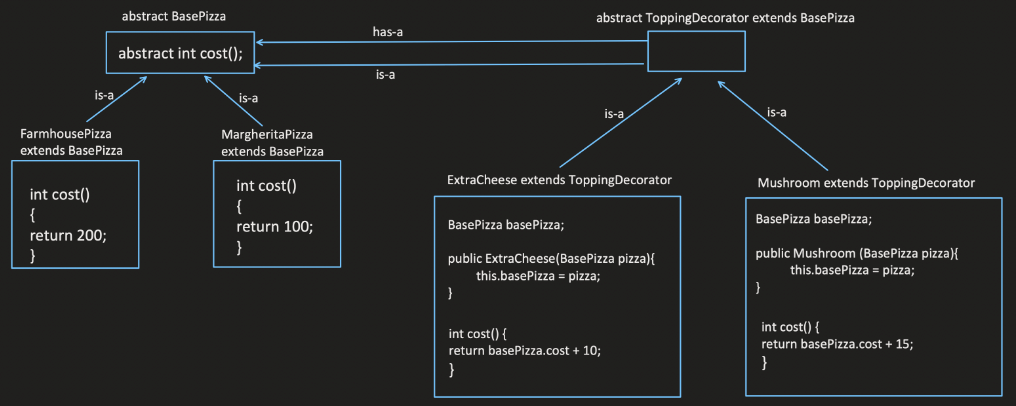 abstract BasePizza
abstract int cost();
abstract ToppingDecorator extends BasePizza
has-a
is-a
is-a
is-a
FarmhousePizza
extends BasePizza
int cost()
{
return 200;
}
MargheritaPizza
extends BasePizza
int cost()
{
return 100;
}
is-a
is-a
ExtraCheese extends ToppingDecorator
BasePizza basePizza;
public ExtraCheese(BasePizza pizza){
this.basePizza = pizza;
}
int cost() {
return basePizza.cost + 10;
}
Mushroom extends ToppingDecorator
BasePizza basePizza;
public Mushroom (BasePizza pizza){
this.basePizza = pizza;
}
int cost() {
return basePizza.cost + 15;
}